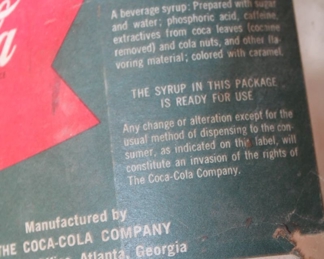 a
A beverage syrup: Prepared with sugar
and water; phosphoric acid, caffeine,
extractives from coca leaves (cocaine
removed) and cola nuts, and other fla-
voring material; colored with caramel.
THE SYRUP IN THIS PACKAGE
IS READY FOR USE
Any change or alteration except for the
usual method of dispensing to the con-
sumer, as indicated on this label, will
constitute an invasion of the rights of
The Coca-Cola Company.
Manufactured by
THE COCA-COLA COMPANY
Atlanta, Georgia